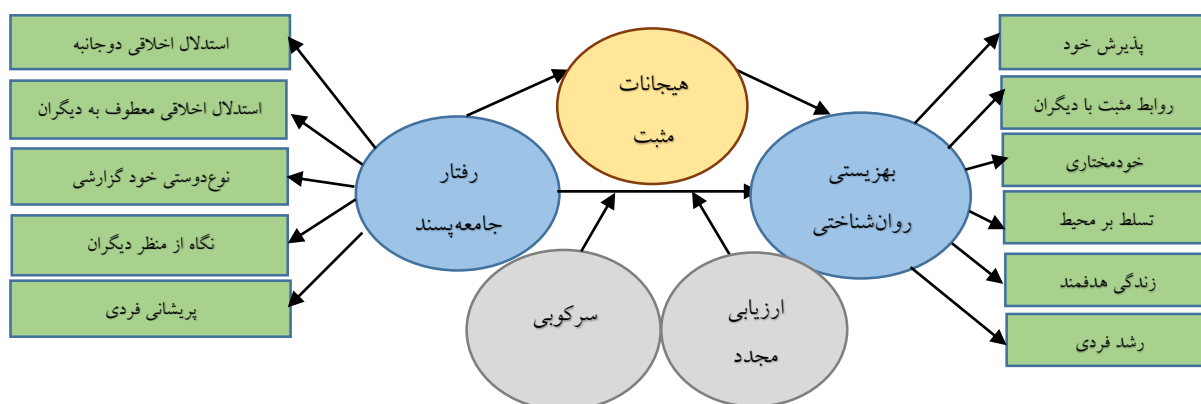 استدلال اخلاقی دوجانبه
استدلال اخلاقی معطوف به دیگران
نوع‌دوستی خود گزارشی
نگاه از منظر دیگران
پریشانی فردی
رفتار
جامعه‌پسند
هیجانات
مثبت
سرکوبی
ارزیابی
مجدد
بهزیستی
روان‌شناختی
پذیرش خود
روابط مثبت با دیگران
خودمختاری
تسلط بر محیط
زندگی هدفمند
رشد فردی